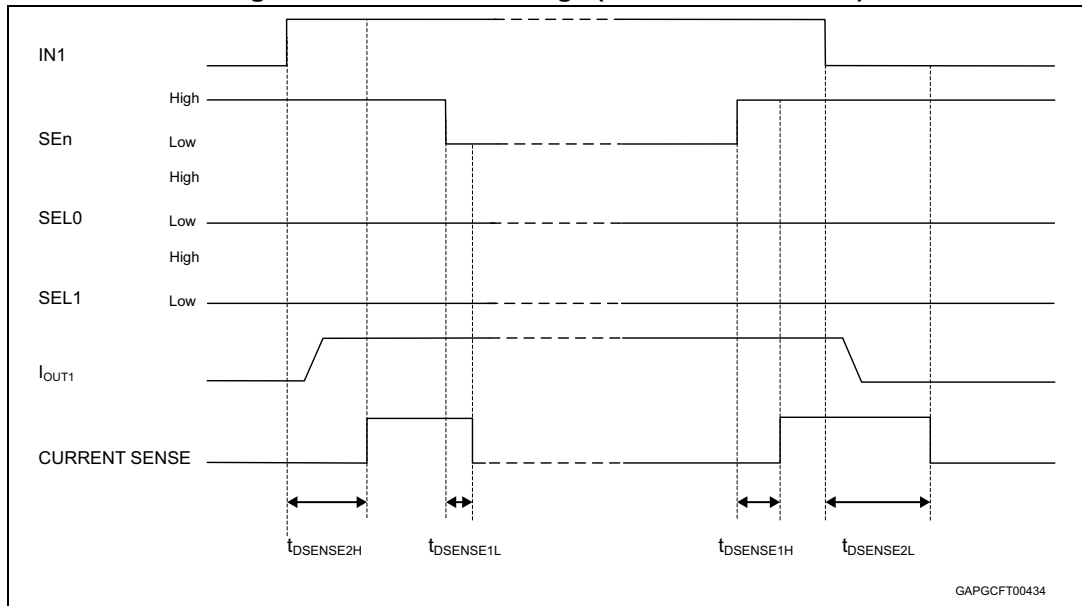 IN1
High
SEn
Low
High
SEL0
Low
High
SEL1
Low
IOUT1
CURRENT SENSE
tDSENSE2H
tDSENSE1L
tDSENSE1H
tDSENSE2L
GAPGCFT00434